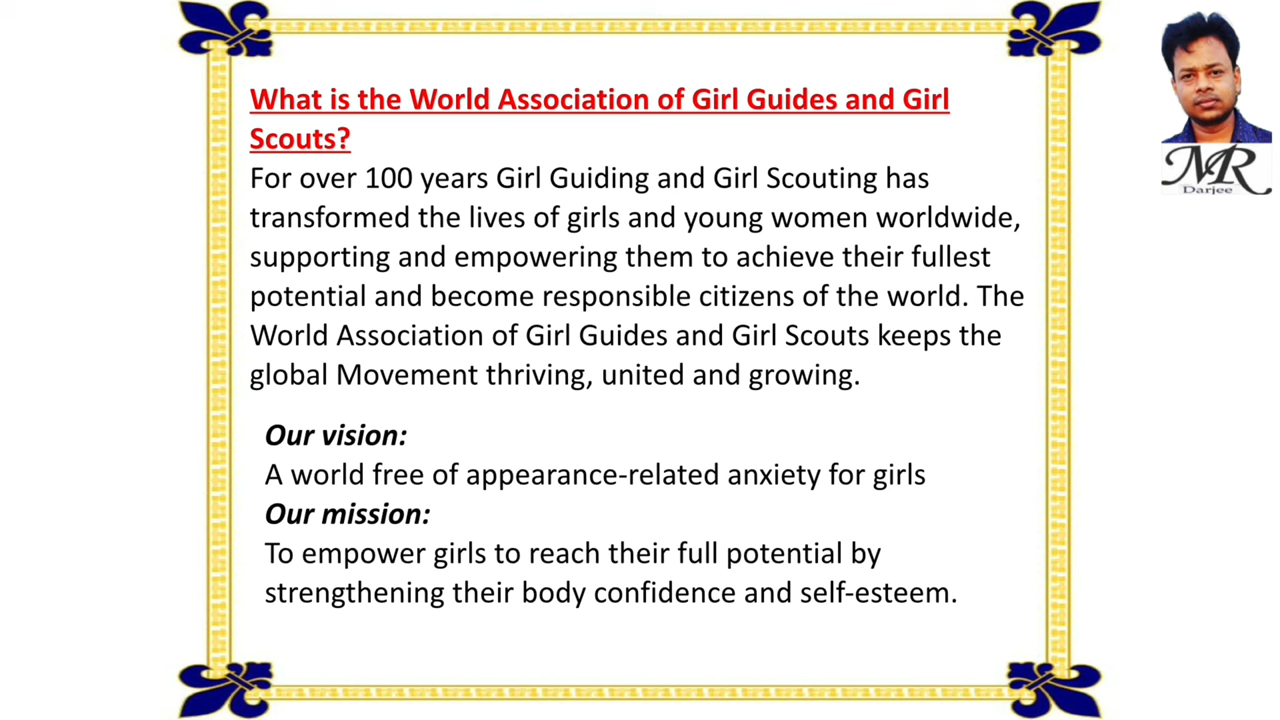 What is the World Association of Girl Guides and Girl
Scouts?
For over 100 years Girl Guiding and Girl Scouting has
transformed the lives of girls and young women worldwide,
supporting and empowering them to achieve their fullest
potential and become responsible citizens of the world. The
World Association of Girl Guides and Girl Scouts keeps the
global Movement thriving, united and growing.
Our vision:
A world free of appearance-related anxiety for girls
Our mission:
To empower girls to reach their full potential by
strengthening their body confidence and self-esteem.
MR
Darjee